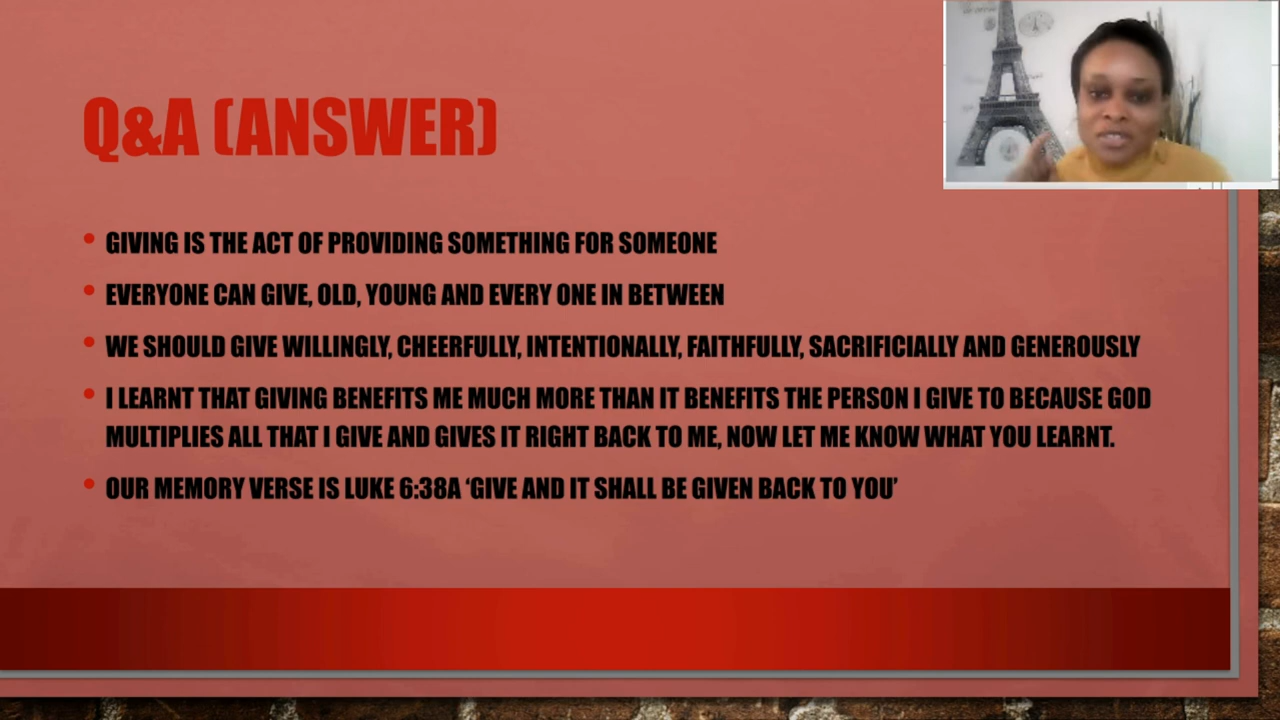 Q&A (ANSWER)
• GIVING IS THE ACT OF PROVIDING SOMETHING FOR SOMEONE
• EVERYONE CAN GIVE, OLD, YOUNG AND EVERY ONE IN BETWEEN
• WE SHOULD GIVE WILLINGLY, CHEERFULLY, INTENTIONALLY, FAITHFULLY, SACRIFICIALLY AND GENEROUSLY
• I LEARNT THAT GIVING BENEFITS ME MUCH MORE THAN IT BENEFITS THE PERSON I GIVE TO BECAUSE GOD
MULTIPLIES ALL THAT I GIVE AND GIVES IT RIGHT BACK TO ME, NOW LET ME KNOW WHAT YOU LEARNT.
• OUR MEMORY VERSE IS LUKE 6:38A ‘GIVE AND IT SHALL BE GIVEN BACK TO YOU’